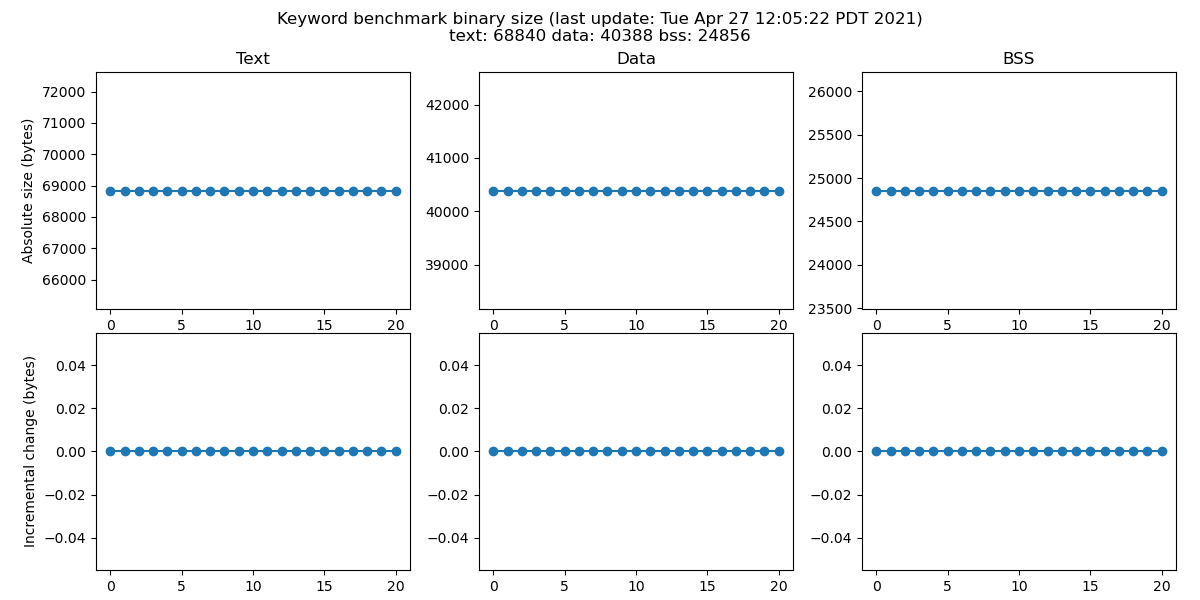 Keyword benchmark binary size (last update: Tue Apr 27 12:05:22 PDT 2021)
text: 68840 data: 40388 bss: 24856
Text
Data
BSS
Absolute size (bytes)
72000
71000
70000
69000
68000
67000
66000
0 5 10 15 20
42000
41000
40000
39000
0 5 10 15 20
26000
25500
25000
24500
24000
23500
0 5 10 15 20
Incremental change (bytes)
0.04
0.02
0.00
−0.02
−0.04
0 5 10 15 20
0.04
0.02
0.00
−0.02
−0.04
0 5 10 15 20
0.04
0.02
0.00
−0.02
−0.04
0 5 10 15 20